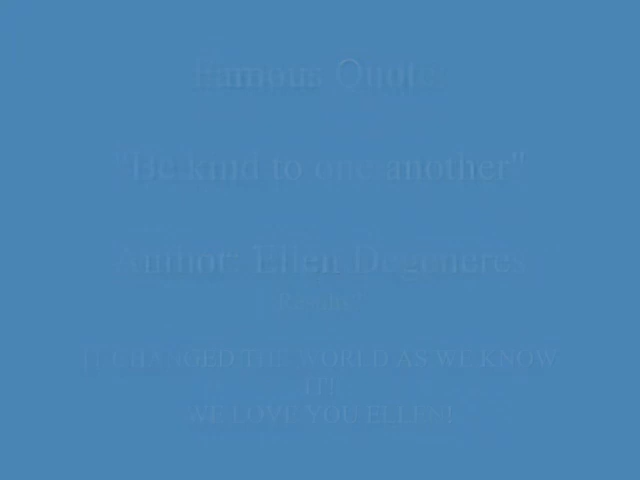 Famous Quote:
"Be kind to one another"
Author: Ellen Degeneres
IT CHANGED THE WORLD AS WE KNOW
IT!
WE LOVE YOU ELLEN!